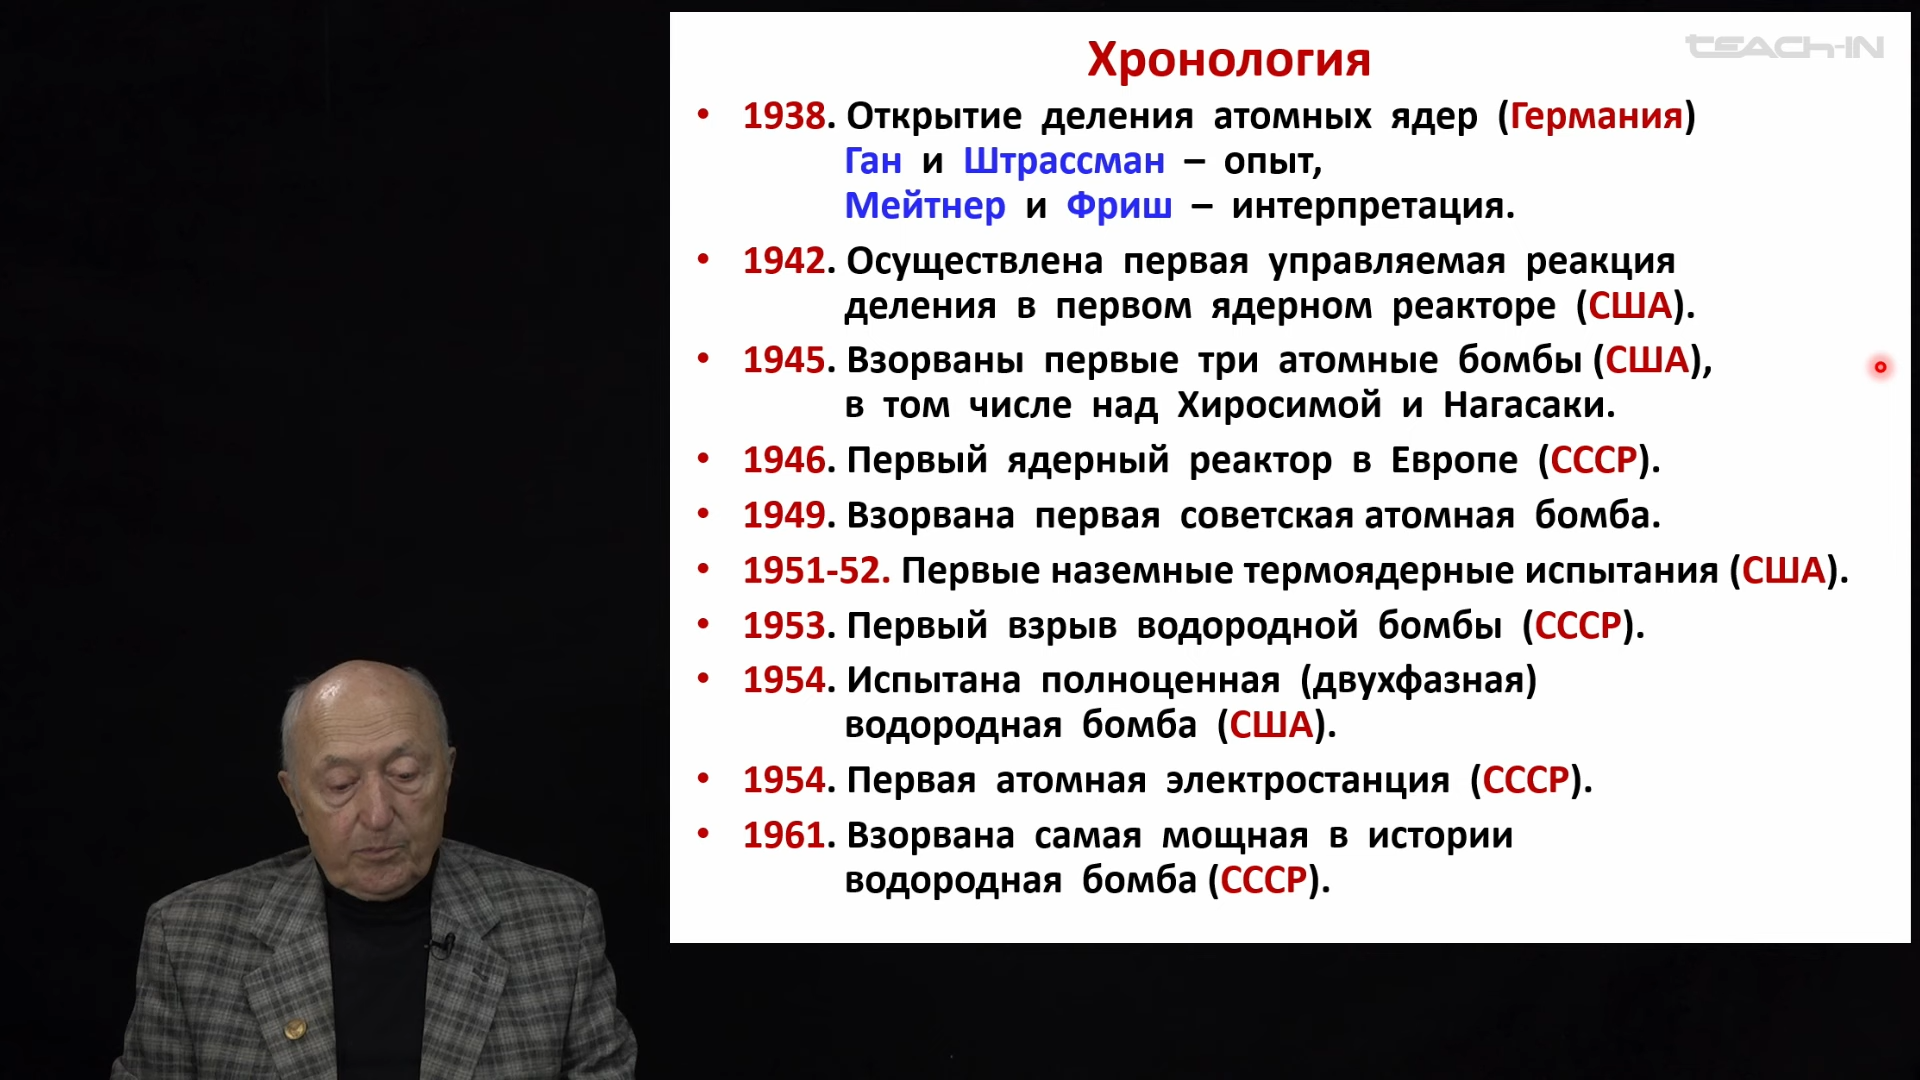 TEACH-IN
Хронология
• 1938. Открытие деления атомных ядер (Германия)
Ган и Штрассман – опыт,
Мейтнер и Фриш – интерпретация.
• 1942. Осуществлена первая управляемая реакция
деления в первом ядерном реакторе (США).
• 1945. Взорваны первые три атомные бомбы (США),
в том числе над Хиросимой и Нагасаки.
• 1946. Первый ядерный реактор в Европе (СССР).
• 1949. Взорвана первая советская атомная бомба.
• 1951-52. Первые наземные термоядерные испытания (США).
• 1953. Первый взрыв водородной бомбы (СССР).
• 1954. Испытана полноценная (двухфазная)
водородная бомба (США).
• 1954. Первая атомная электростанция (СССР).
• 1961. Взорвана самая мощная в истории
водородная бомба (СССР).